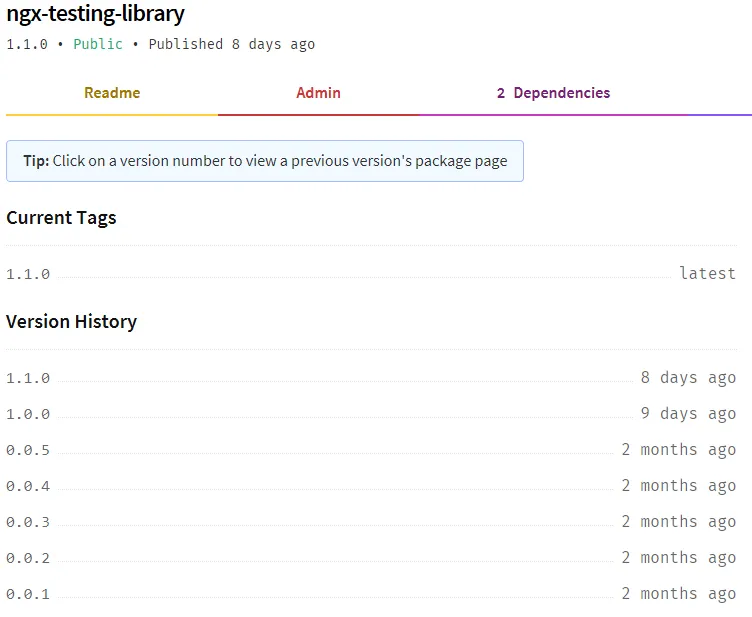 ngx-testing-library
1.1.0 • Public • Published 8 days ago
Readme Admin 2 Dependencies
Tip: Click on a version number to view a previous version's package page
Current Tags
1.1.0 latest
Version History
1.1.0 8 days ago
1.0.0 9 days ago
0.0.5 2 months ago
0.0.4 2 months ago
0.0.3 2 months ago
0.0.2 2 months ago
0.0.1 2 months ago